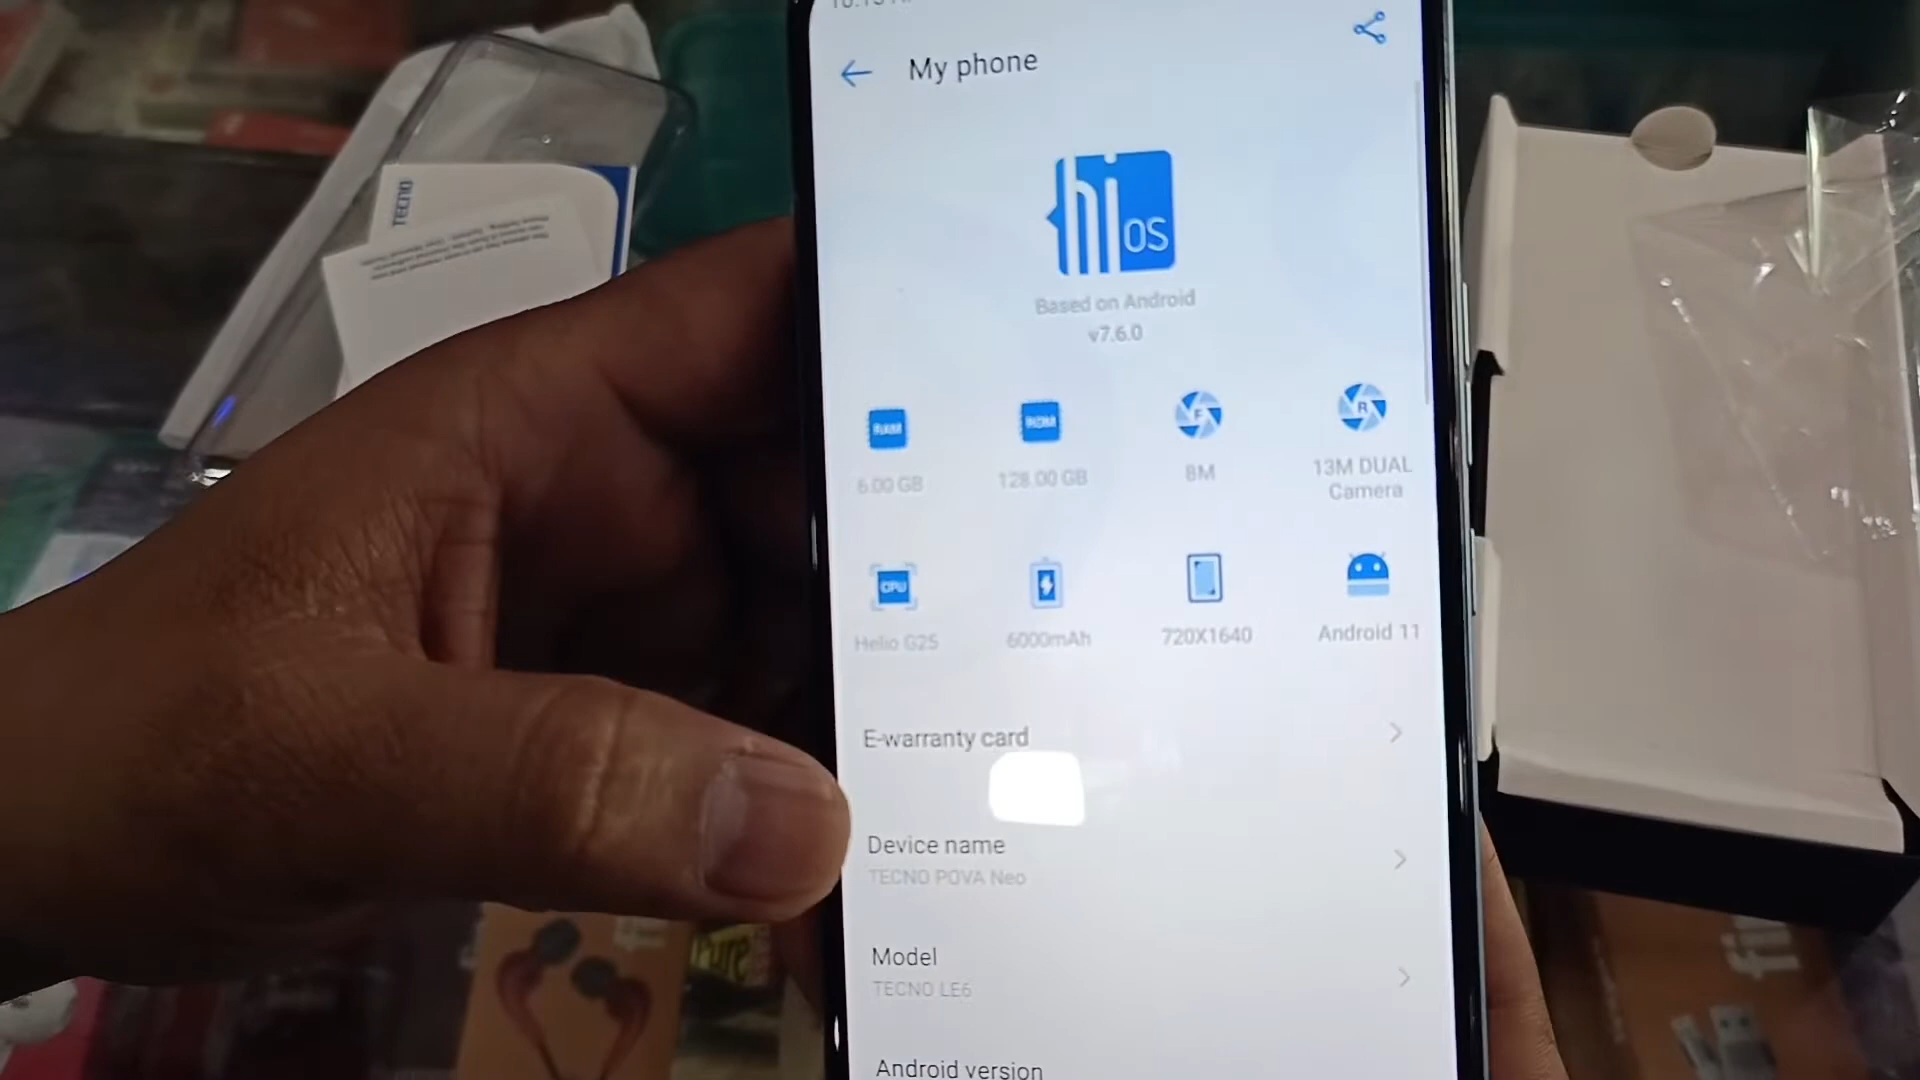 My phone
hiOS
Based on Android
v7.6.0
RAM
ROM
F
R
6.00 GB
128.00 GB
8M
13M DUAL
Camera
CPU
Helio G25
6000mAh
720X1640
Android 11
E-warranty card
Device name
TECNO POVA Neo
Model
TECNO LE6
Android version
TECNO
Pure